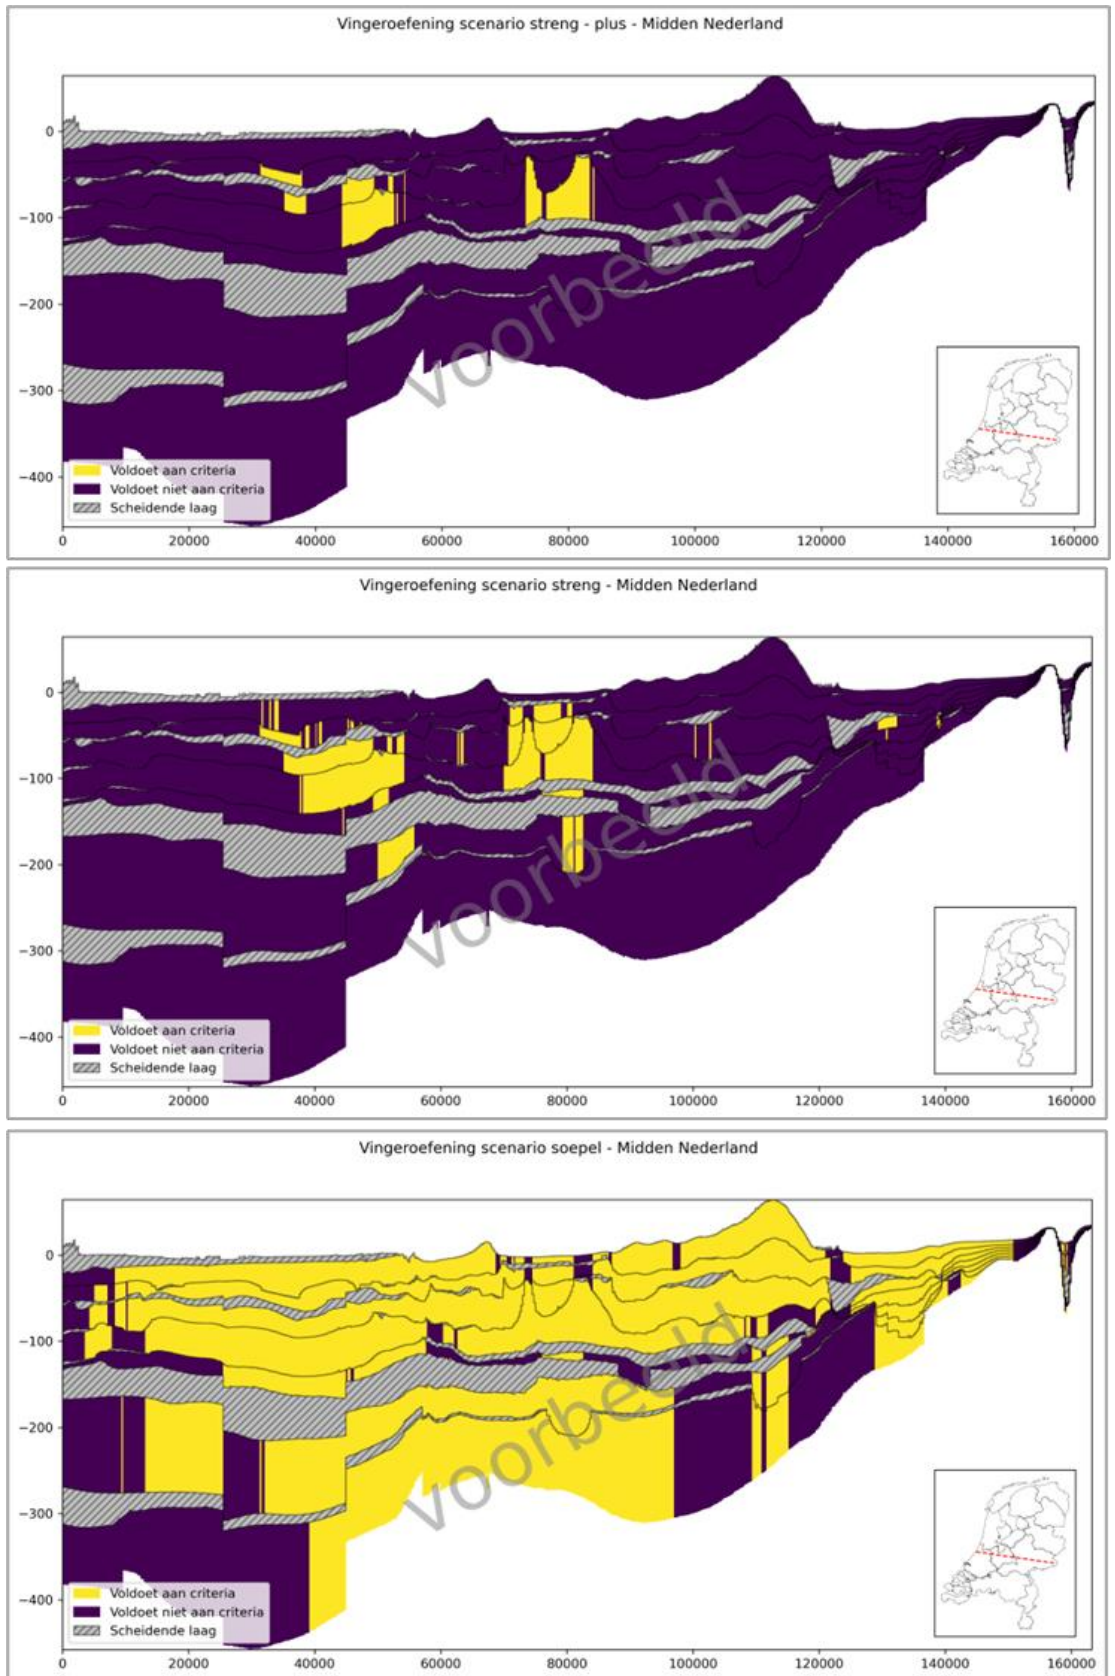 Vingeroefening scenario streng - plus - Midden Nederland
0
−100
−200
−300
−400
voorbeeld
Voldoet aan criteria
Voldoet niet aan criteria
Scheidende laag
0 20000 40000 60000 80000 100000 120000 140000 160000
Vingeroefening scenario streng - Midden Nederland
0
−100
−200
−300
−400
voorbeeld
Voldoet aan criteria
Voldoet niet aan criteria
Scheidende laag
0 20000 40000 60000 80000 100000 120000 140000 160000
Vingeroefening scenario soepel - Midden Nederland
0
−100
−200
−300
−400
voorbeeld
Voldoet aan criteria
Voldoet niet aan criteria
Scheidende laag
0 20000 40000 60000 80000 100000 120000 140000 160000